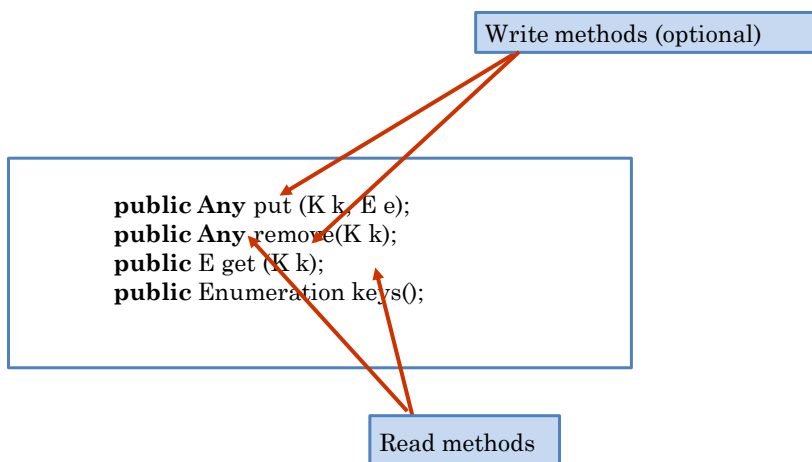 Write methods (optional)
public Any put (K k, E e);
public Any remove(K k);
public E get (K k);
public Enumeration keys();
Read methods